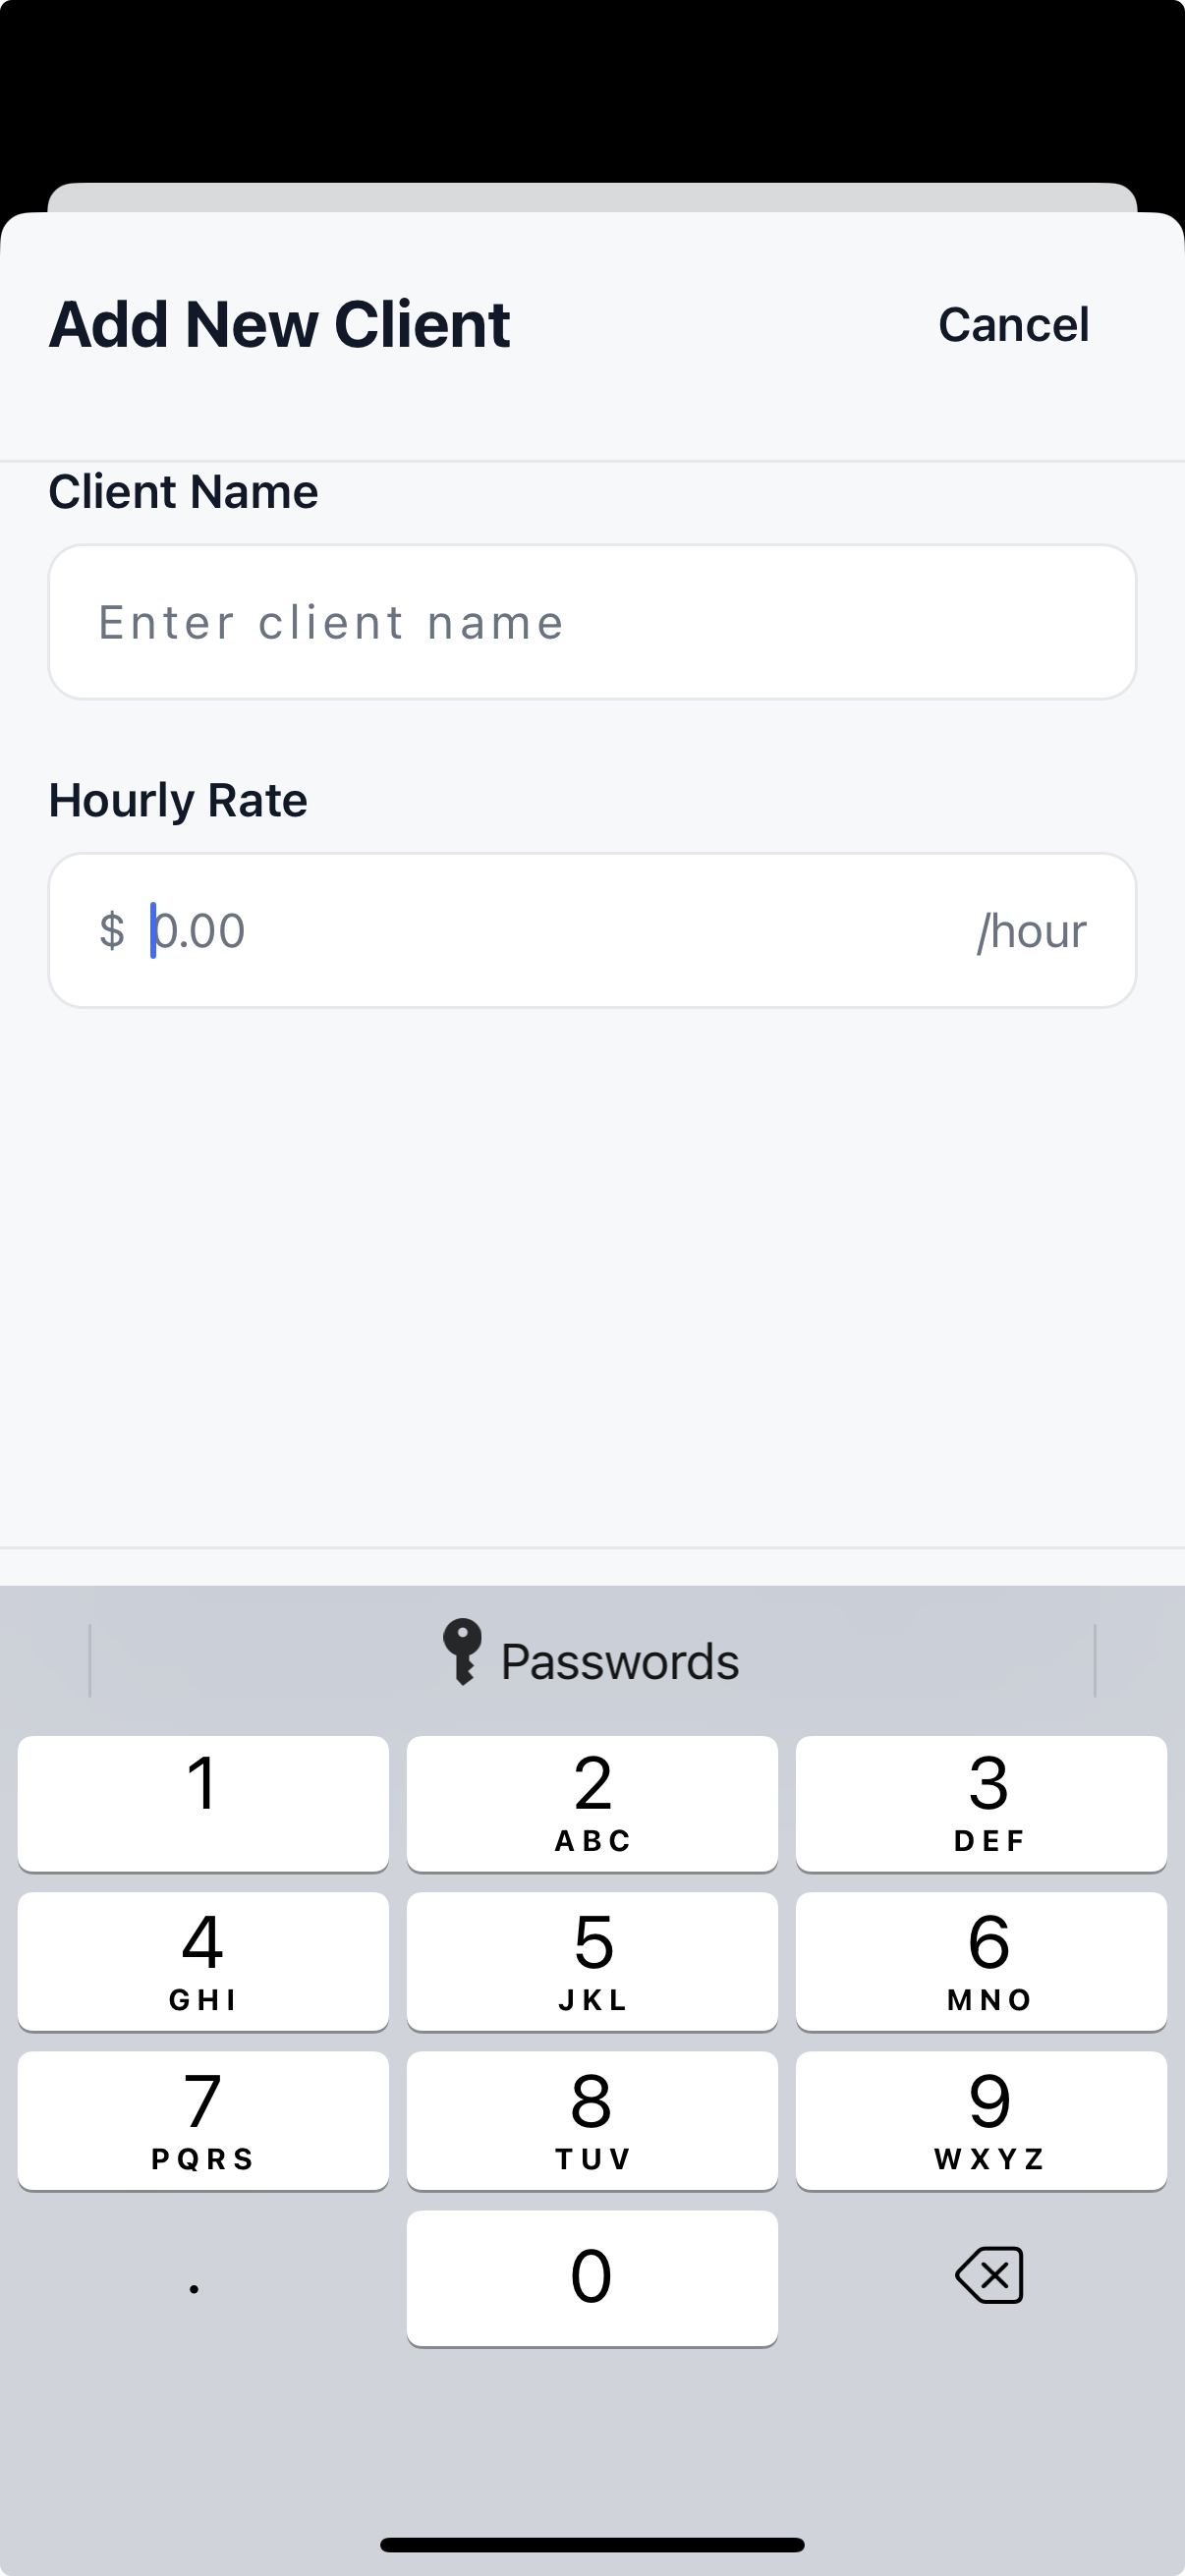 Add New Client Cancel
Client Name
Enter client name
Hourly Rate
$ 0.00 /hour
Passwords
1 2 3
ABC DEF
4 5 6
GHI JKL MNO
7 8 9
PQRS TUV WXYZ
. 0